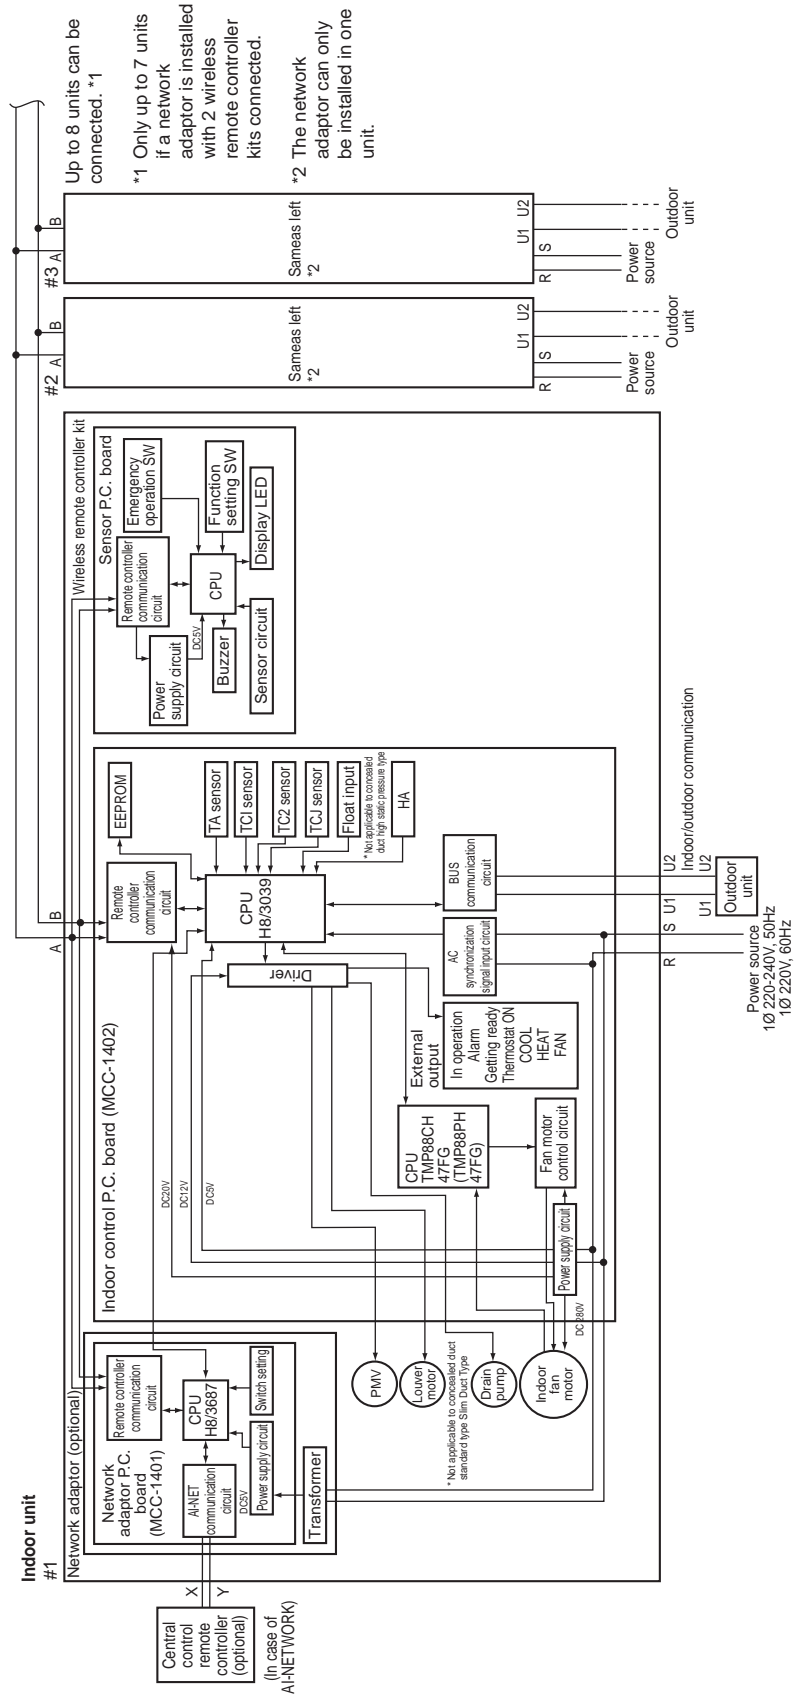 Indoor unit
#1
Network adaptor (optional)
Network
adaptor P.C.
board
(MCC-1401)
Remote controller
communication
circuit
CPU
H8/3687
AI-NET
communication
circuit
Switch setting
DC5V
Power supply circuit
Transformer
X
Y
Central
control
remote
controller
(optional)
(In case of
AI-NETWORK)
Indoor control P.C. board (MCC-1402)
DC20V
DC12V
DC5V
Remote
controller
communication
circuit
EEPROM
CPU
H8/3039
TA sensor
TCI sensor
TC2 sensor
TCJ sensor
Float input
* Not applicable to concealed
duct high static pressure type
HA
Driver
External
output
In operation
Alarm
Getting ready
Thermostat ON
COOL
HEAT
FAN
AC
synchronization
signal input circuit
BUS
communication
circuit
CPU
TMP88CH
47FG
(TMP88PH
47FG)
Fan motor
control circuit
Power supply circuit
DC 280V
PMV
Louver
motor
Drain
pump
Indoor
fan
motor
* Not applicable to concealed duct
standard type Slim Duct Type
Wireless remote controller kit
Sensor P.C. board
Remote controller
communication
circuit
Emergency
operation SW
Function
setting SW
Display LED
Power
supply circuit
DC5V
CPU
Buzzer
Sensor circuit
A
B
R
S
U1
U2
Indoor/outdoor communication
U1
U2
Outdoor
unit
Power source
1Ø 220-240V, 50Hz
1Ø 220V, 60Hz
#2
A
B
Sameas left
*2
R
S
U1
U2
Power
source
Outdoor
unit
#3
A
B
Sameas left
*2
R
S
U1
U2
Power
source
Outdoor
unit
Up to 8 units can be
connected. *1
*1 Only up to 7 units
if a network
adaptor is installed
with 2 wireless
remote controller
kits connected.
*2 The network
adaptor can only
be installed in one
unit.